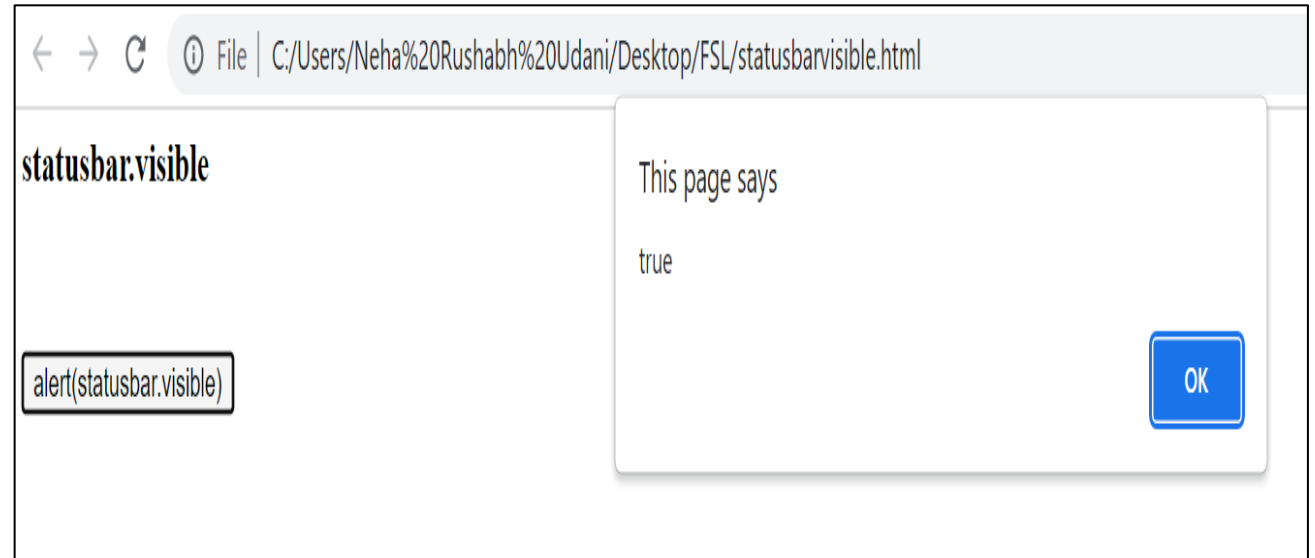 File | C:/Users/Neha%20Rushabh%20Udani/Desktop/FSL/statusbarvisible.html
statusbar.visible
This page says
true
alert(statusbar.visible)
OK